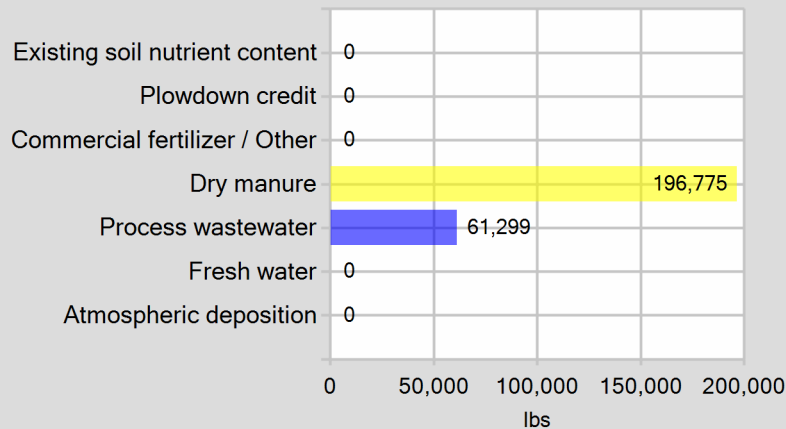 Existing soil nutrient content 0
Plowdown credit 0
Commercial fertilizer / Other 0
Dry manure 196,775
Process wastewater 61,299
Fresh water 0
Atmospheric deposition 0
0 50,000 100,000 150,000 200,000
lbs